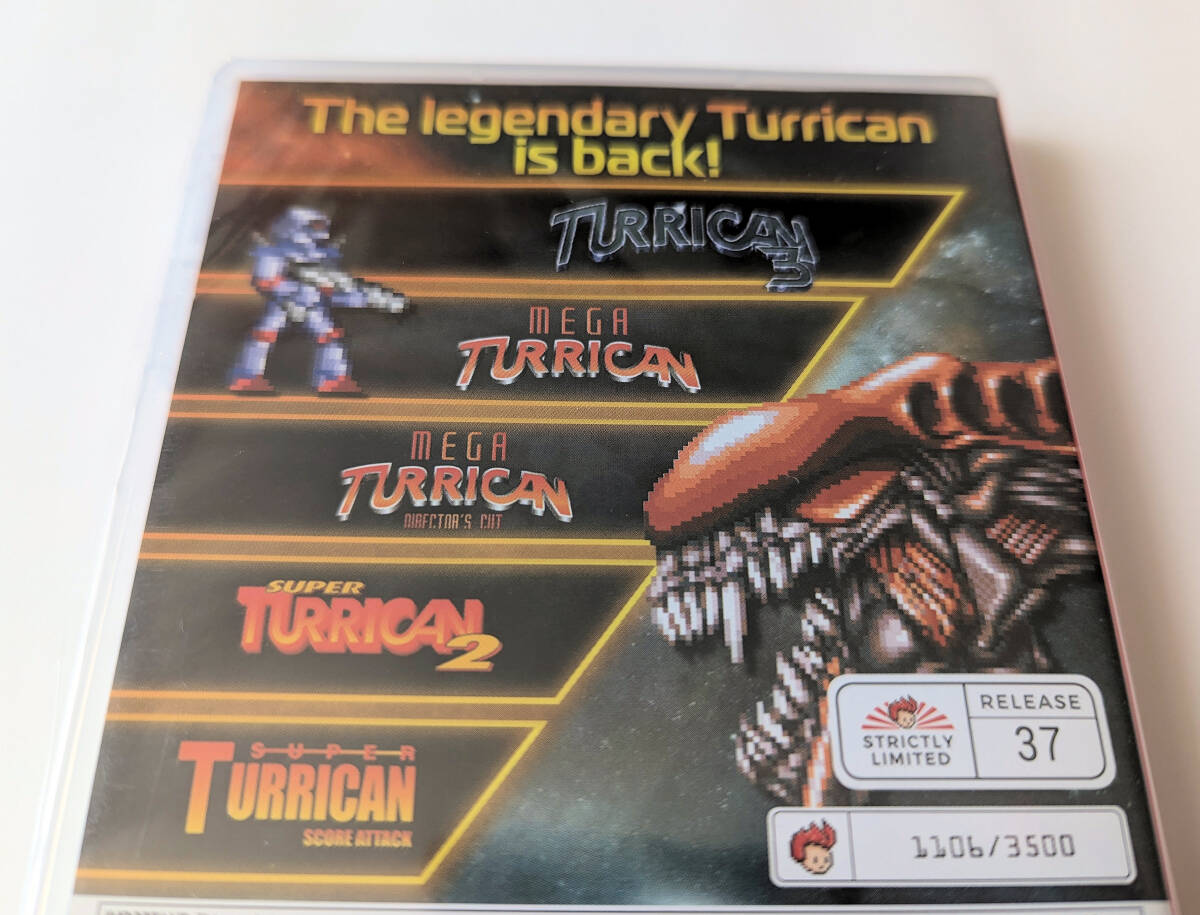 The legendary Turrican
is back!
TURRICAN
3
MEGA
TURRICAN
MEGA
TURRICAN
DIRECTOR'S CUT
SUPER
TURRICAN
2
SUPER
TURRICAN
SCORE ATTACK
STRICTLY
LIMITED
RELEASE
37
1106/3500